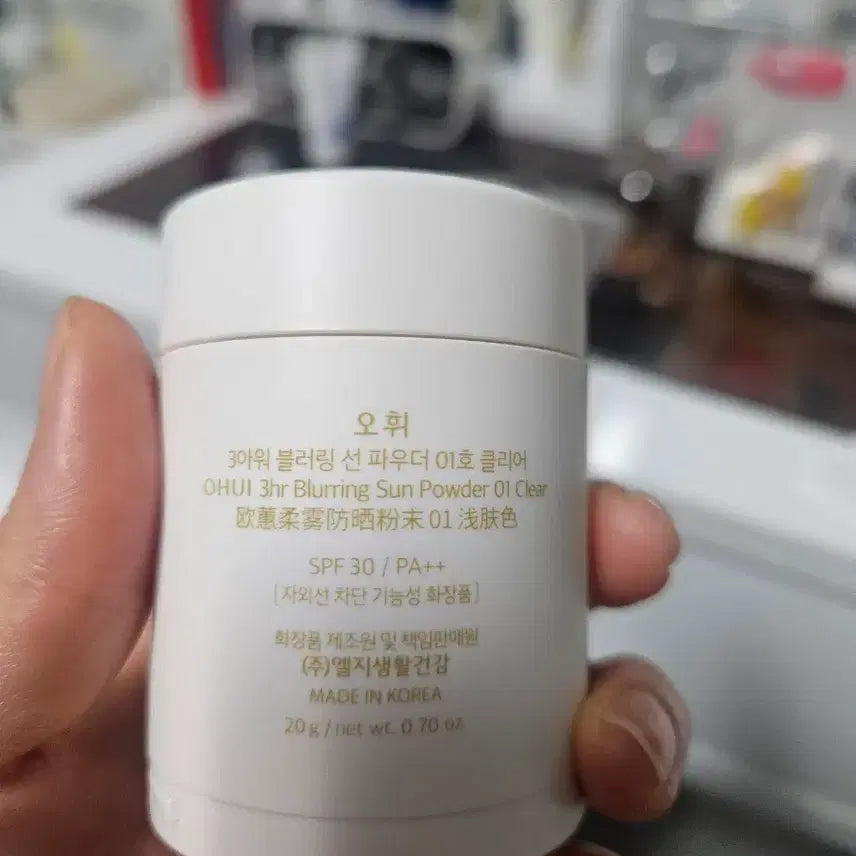 오휘
3아워 블러링 선 파우더 01호 클리어
OHUI 3hr Blurring Sun Powder 01 Clear
欧蕙柔雾防晒粉末 01 浅肤色
SPF 30 / PA++
[자외선 차단 기능성 화장품]
화장품 제조원 및 책임판매원
(주)엘지생활건강
MADE IN KOREA
20 g / net wt. 0.70 oz